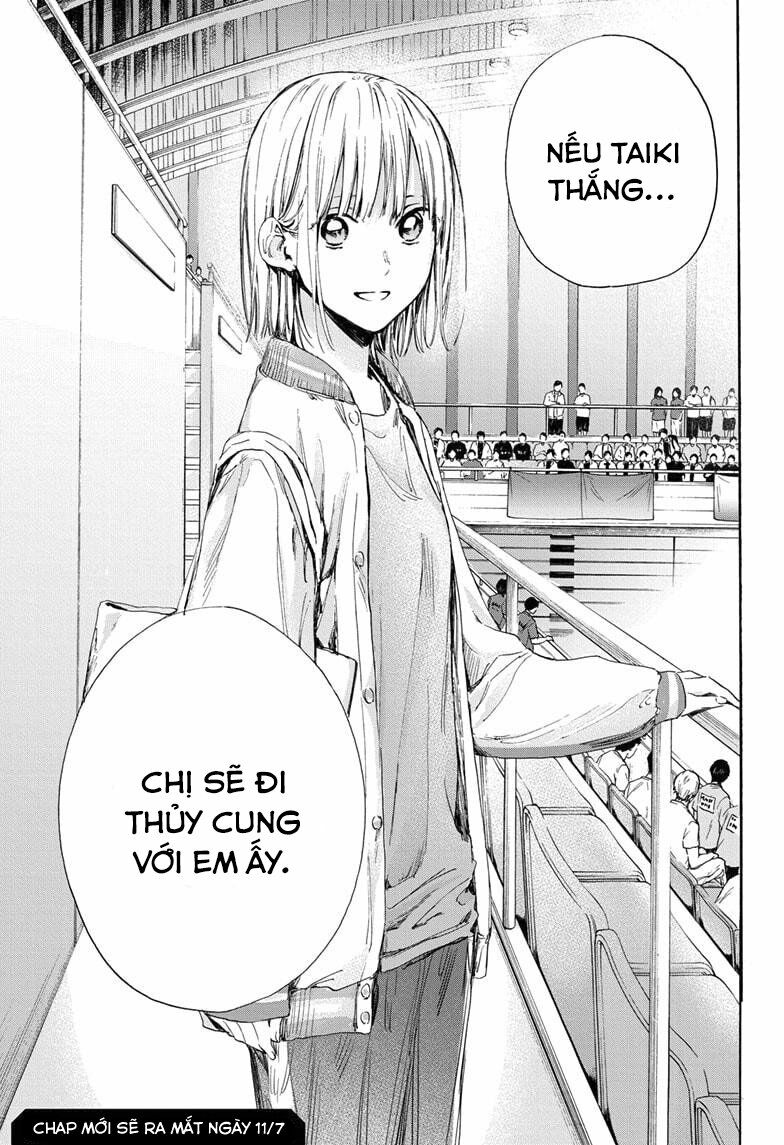 NẾU TAIKI
THẮNG...
CHỊ SẼ ĐI
THỦY CUNG
VỚI EM ẤY.
CHAP MỚI SẼ RA MẮT NGÀY 11/7